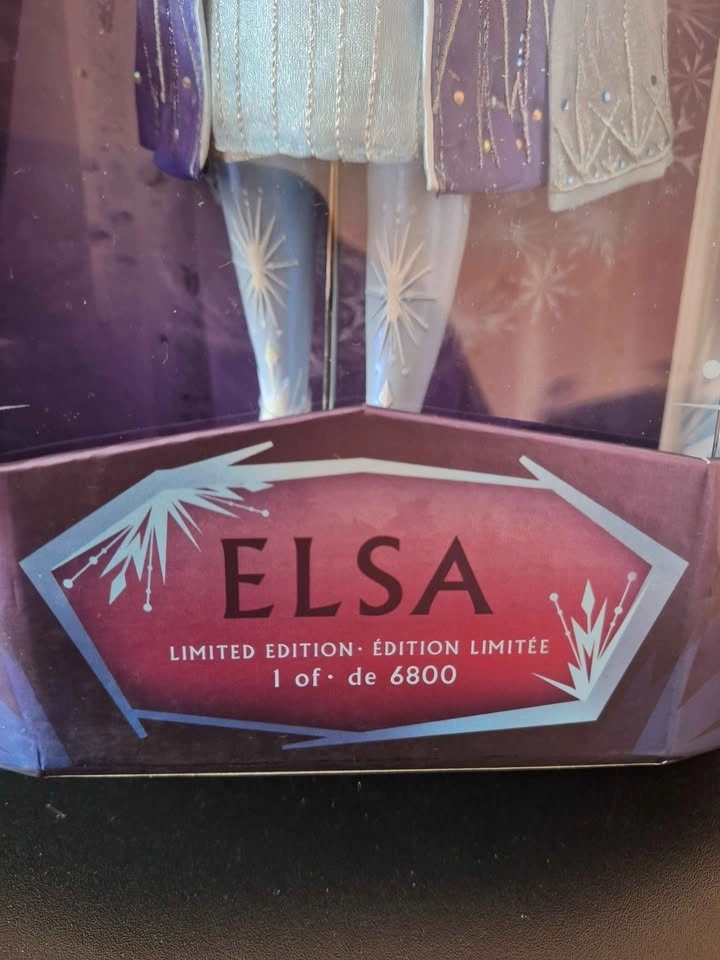 ELSA
LIMITED EDITION· ÉDITION LIMITÉE
1 of· de 6800